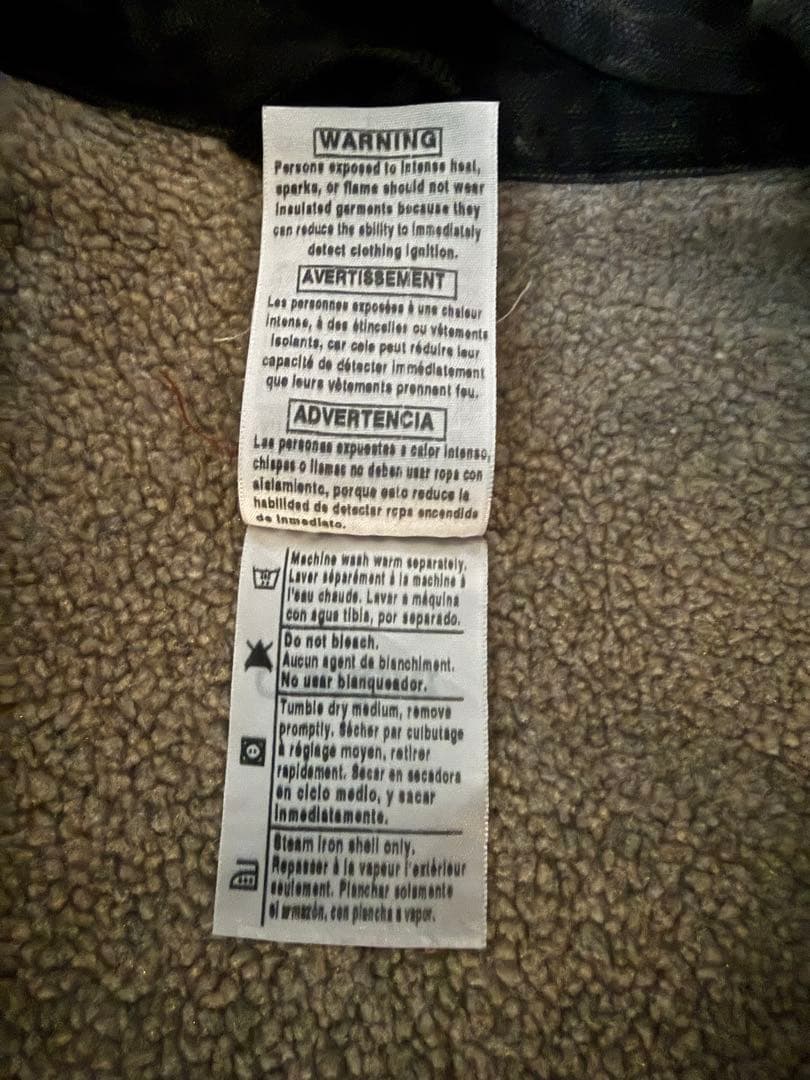 WARNING
Persons exposed to intense heat,
sparks, or flame should not wear
insulated garments because they
can reduce the ability to immediately
detect clothing ignition.
AVERTISSEMENT
Les personnes exposées à une chaleur
intense, à des étincelles ou vêtements
isolants, car cela peut réduire leur
capacité de détecter immédiatement
que leurs vêtements prennent feu.
ADVERTENCIA
Las personas expuestas a calor intenso,
chispas o llamas no deben usar ropa con
aislamiento, porque esto reduce la
habilidad de detectar ropa encendida
de inmediato.
Machine wash warm separately.
Laver séparément à la machine à
l'eau chaude. Lavar a máquina
con agua tibia, por separado.
Do not bleach.
Aucun agent de blanchiment.
No usar blanqueador.
Tumble dry medium, remove
promptly. Sécher par culbutage
à réglage moyen, retirer
rapidement. Secar en secadora
en ciclo medio, y sacar
inmediatamente.
Steam iron shell only.
Repasser à la vapeur l'extérieur
seulement. Planchar solamente
el armazón, con plancha a vapor.